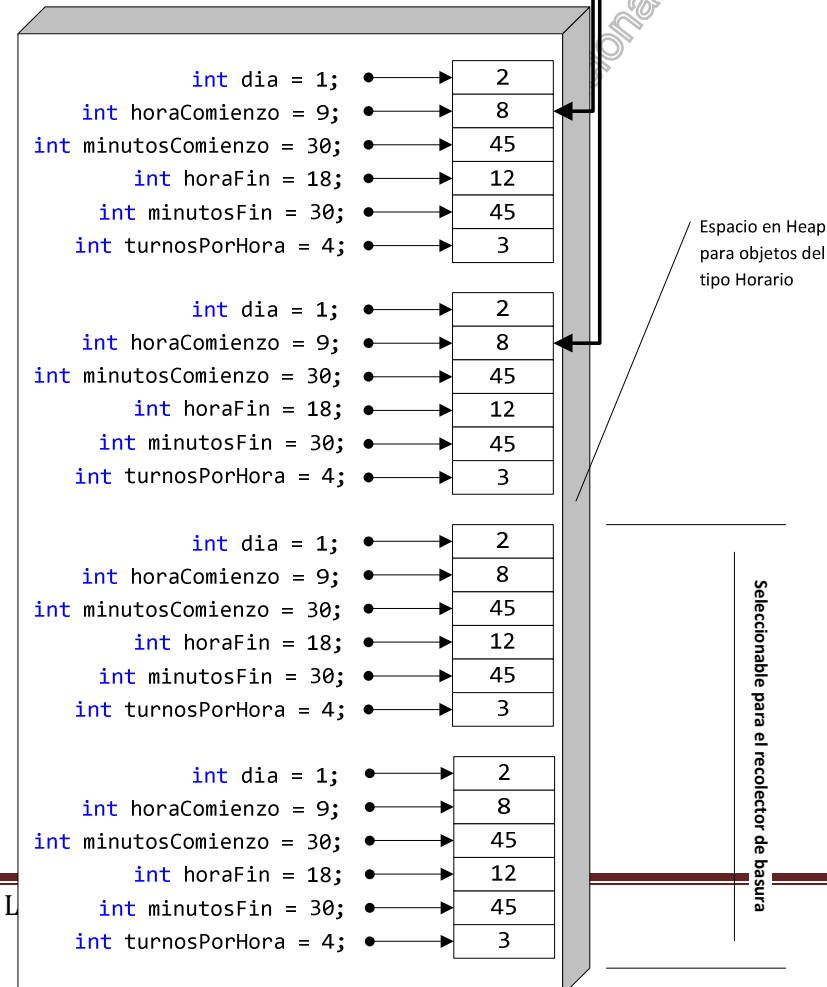 int dia = 1; 2
int horaComienzo = 9; 8
int minutosComienzo = 30; 45
int horaFin = 18; 12
int minutosFin = 30; 45
int turnosPorHora = 4; 3
Espacio en Heap
para objetos del
tipo Horario
int dia = 1; 2
int horaComienzo = 9; 8
int minutosComienzo = 30; 45
int horaFin = 18; 12
int minutosFin = 30; 45
int turnosPorHora = 4; 3
int dia = 1; 2
int horaComienzo = 9; 8
int minutosComienzo = 30; 45
int horaFin = 18; 12
int minutosFin = 30; 45
int turnosPorHora = 4; 3
Seleccionable para el recolector de basura
int dia = 1; 2
int horaComienzo = 9; 8
int minutosComienzo = 30; 45
int horaFin = 18; 12
int minutosFin = 30; 45
int turnosPorHora = 4; 3
L